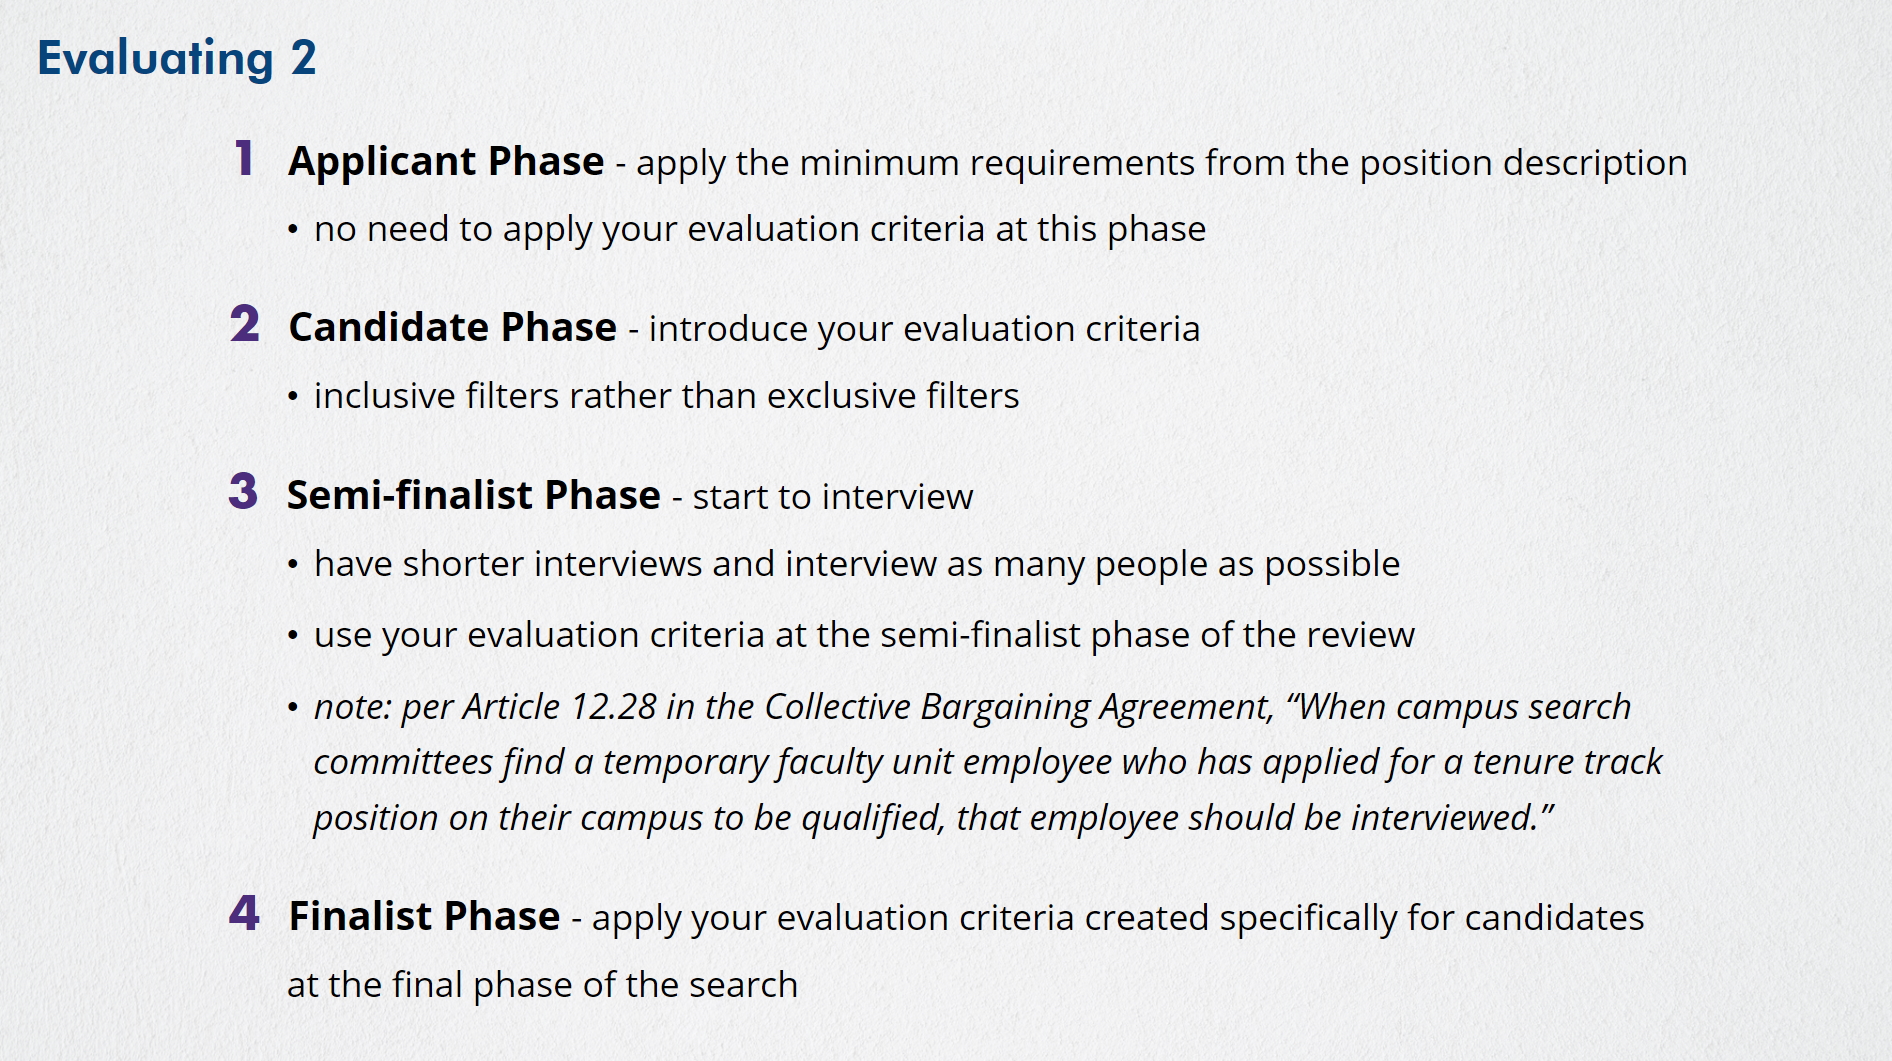 Evaluating 2
1 Applicant Phase - apply the minimum requirements from the position description
• no need to apply your evaluation criteria at this phase
2 Candidate Phase - introduce your evaluation criteria
• inclusive filters rather than exclusive filters
3 Semi-finalist Phase - start to interview
• have shorter interviews and interview as many people as possible
• use your evaluation criteria at the semi-finalist phase of the review
• note: per Article 12.28 in the Collective Bargaining Agreement, “When campus search
committees find a temporary faculty unit employee who has applied for a tenure track
position on their campus to be qualified, that employee should be interviewed.”
4 Finalist Phase - apply your evaluation criteria created specifically for candidates
at the final phase of the search